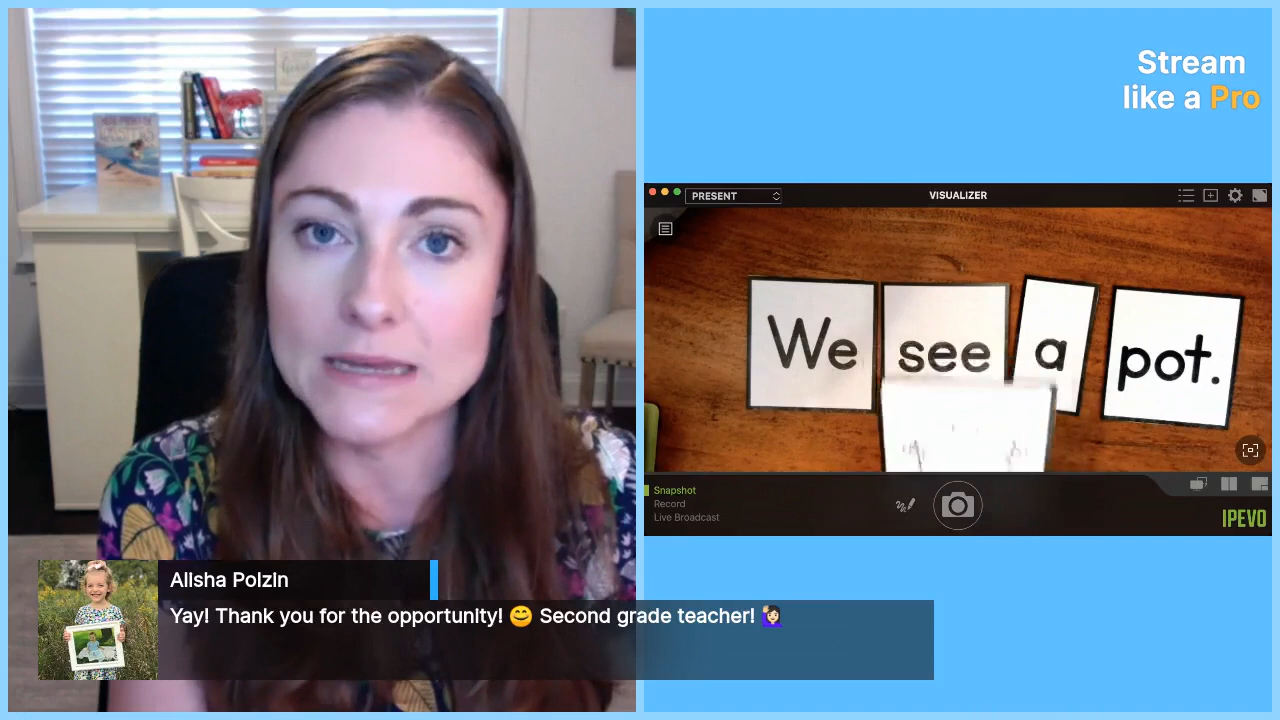 Stream
like a Pro
PRESENT
VISUALIZER
We see a pot.
Snapshot
Record
Live Broadcast
IPEVO
Alisha Polzin
Yay! Thank you for the opportunity! 😊 Second grade teacher! 🙋🏻‍♀️